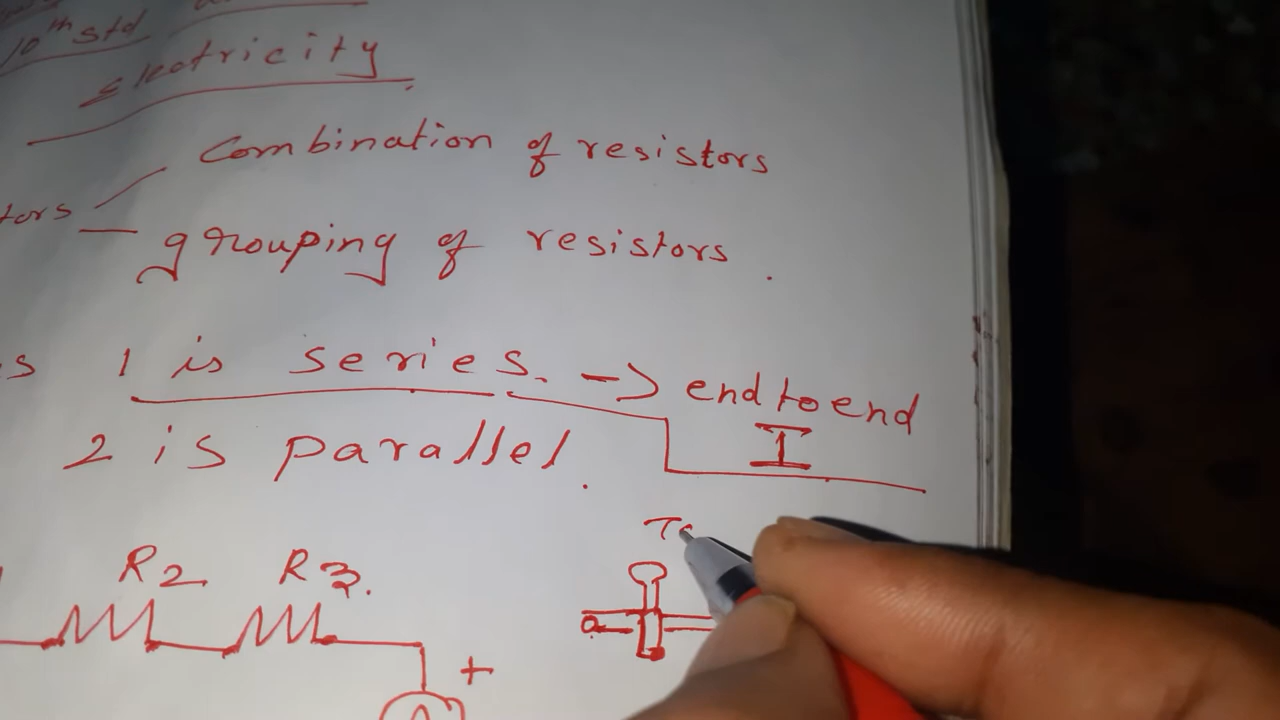 10th std
Electricity
Combination of resistors
tors
grouping of resistors.
s 1 is series. -> end to end
I
2 is parallel.
R2 R3.
a
+